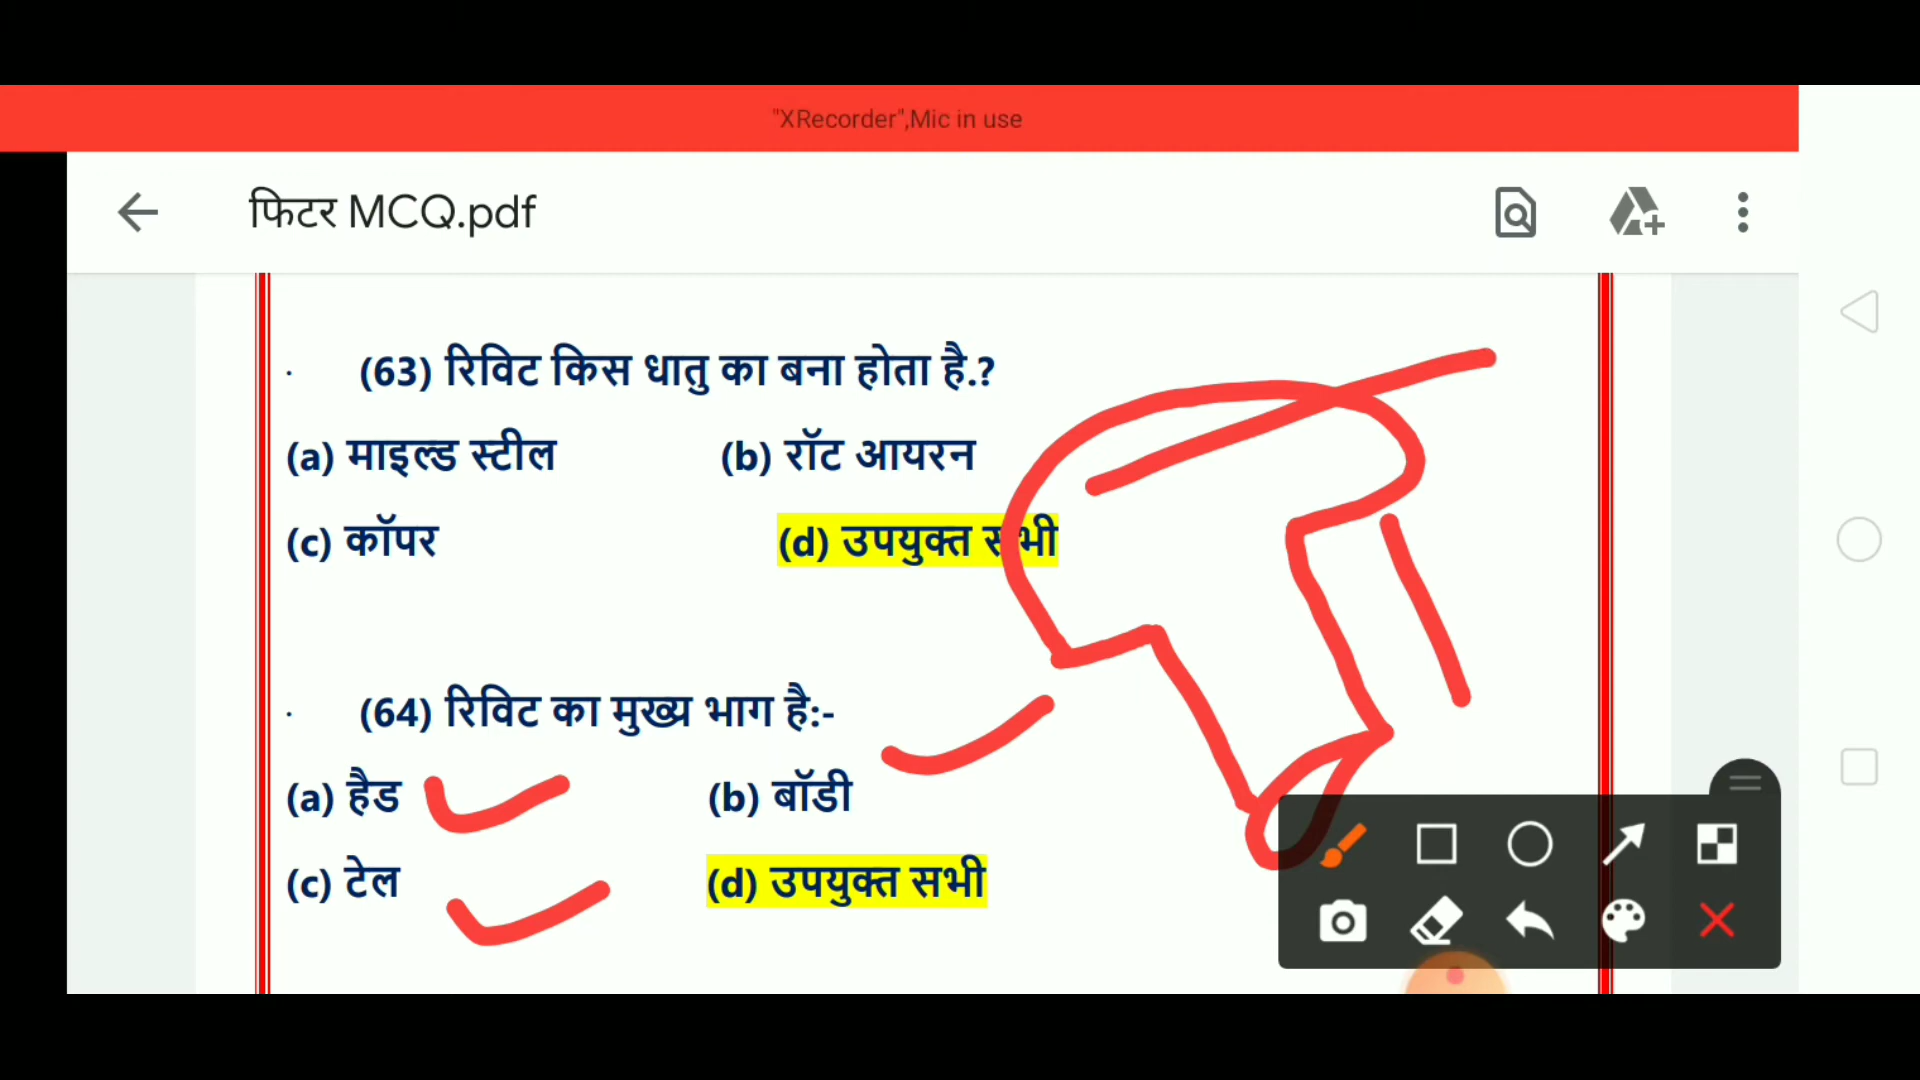 "XRecorder",Mic in use
फिटर MCQ.pdf
· (63) रिविट किस धातु का बना होता है.?
(a) माइल्ड स्टील (b) रॉट आयरन
(c) कॉपर (d) उपयुक्त सभी
· (64) रिविट का मुख्य भाग है:-
(a) हैड (b) बॉडी
(c) टेल (d) उपयुक्त सभी